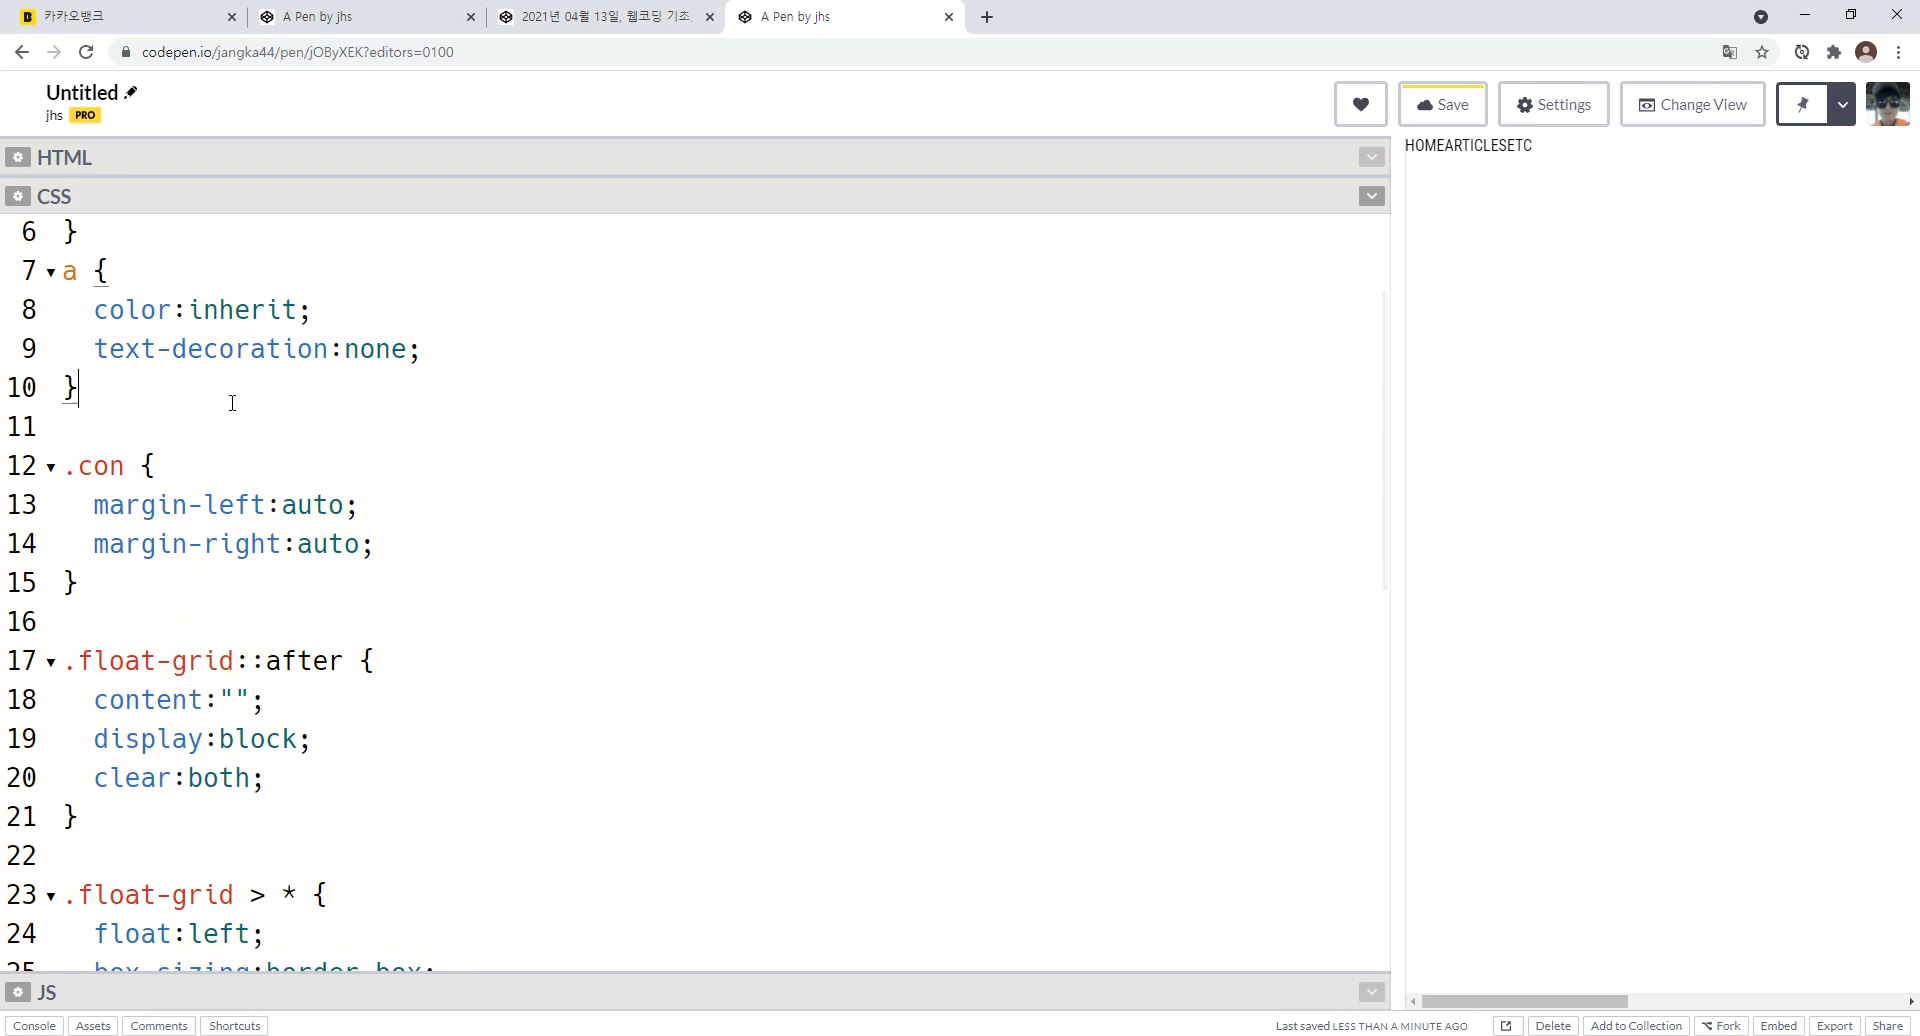 카카오뱅크
A Pen by jhs
2021년 04월 13일, 웹코딩 기초,
A Pen by jhs
codepen.io/jangka44/pen/jOByXEK?editors=0100
Untitled
jhs PRO
Save
Settings
Change View
HTML
CSS
6 }
7 a {
8 color:inherit;
9 text-decoration:none;
10 }
11
12 .con {
13 margin-left:auto;
14 margin-right:auto;
15 }
16
17 .float-grid::after {
18 content:"";
19 display:block;
20 clear:both;
21 }
22
23 .float-grid > * {
24 float:left;
25 box-sizing:border-box;
JS
HOMEARTICLESETC
Console Assets Comments Shortcuts
Last saved LESS THAN A MINUTE AGO
Delete Add to Collection Fork Embed Export Share